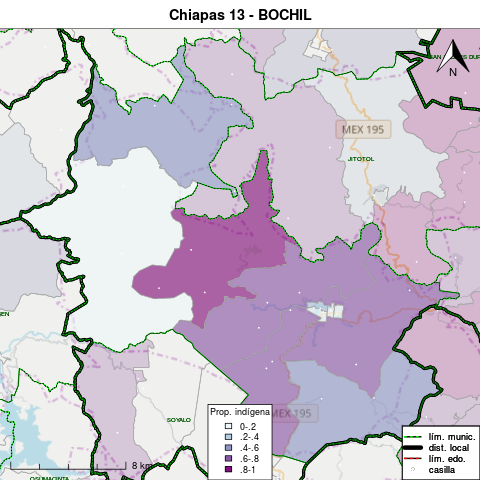 Chiapas 13 - BOCHIL
N
MEX 195
JITOTOL
SOYALO
MEX 195
8 km
OSUMACINTA
Prop. indígena
0-.2
.2-.4
.4-.6
.6-.8
.8-1
lím. munic.
dist. local
lím. edo.
casilla